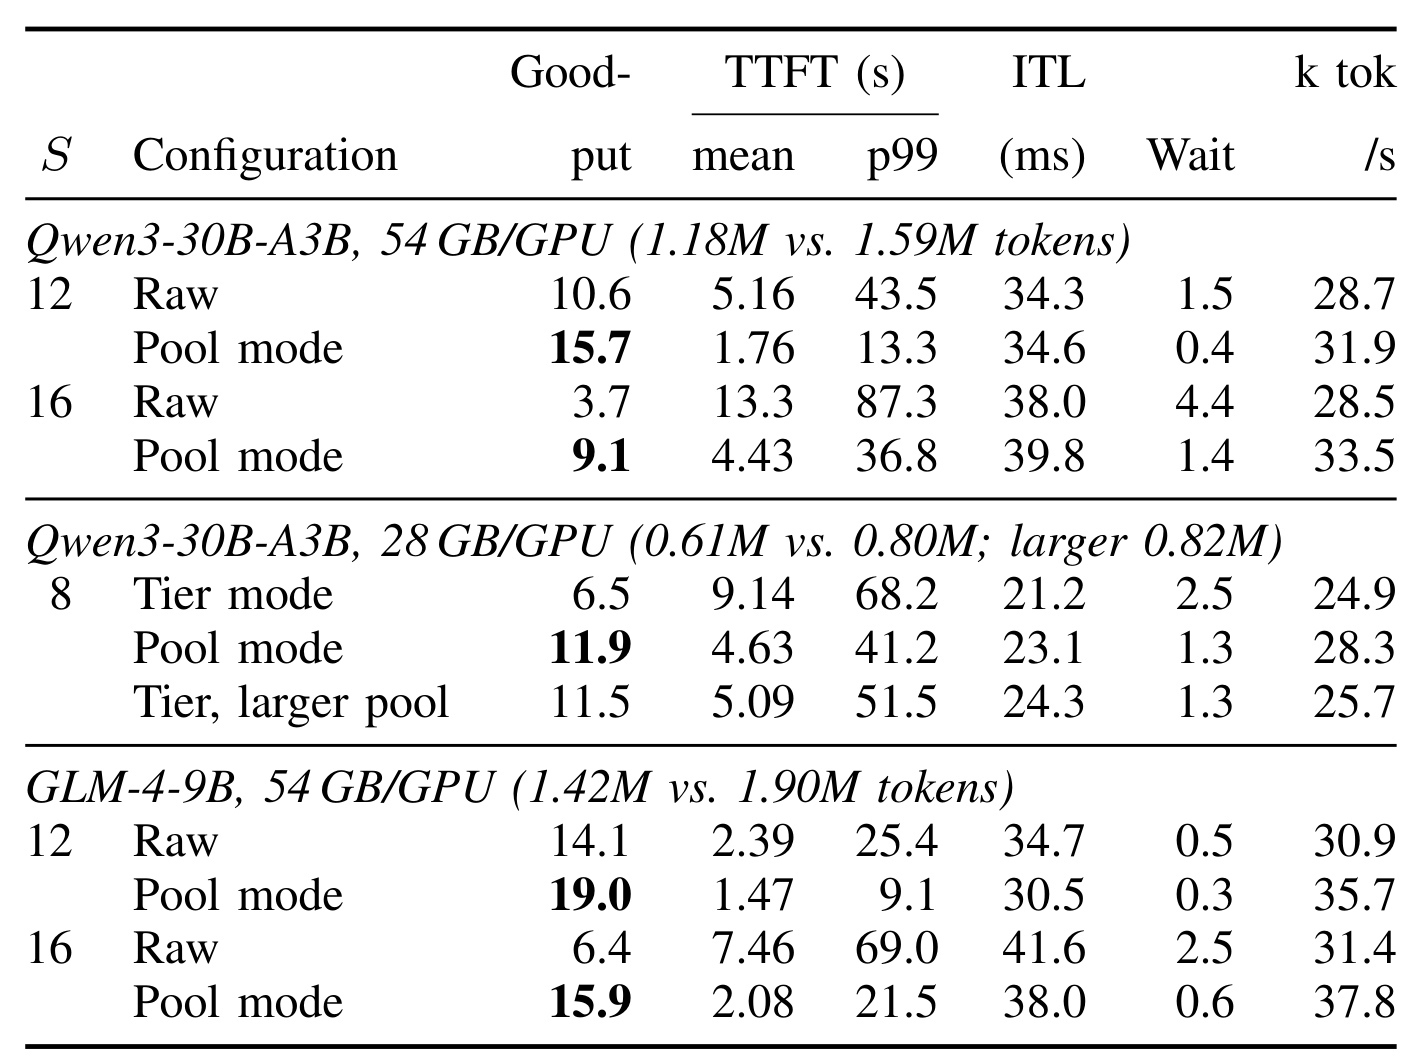 Good- TTFT (s) ITL k tok
S Configuration put mean p99 (ms) Wait /s
Qwen3-30B-A3B, 54 GB/GPU (1.18M vs. 1.59M tokens)
12 Raw 10.6 5.16 43.5 34.3 1.5 28.7
Pool mode 15.7 1.76 13.3 34.6 0.4 31.9
16 Raw 3.7 13.3 87.3 38.0 4.4 28.5
Pool mode 9.1 4.43 36.8 39.8 1.4 33.5
Qwen3-30B-A3B, 28 GB/GPU (0.61M vs. 0.80M; larger 0.82M)
8 Tier mode 6.5 9.14 68.2 21.2 2.5 24.9
Pool mode 11.9 4.63 41.2 23.1 1.3 28.3
Tier, larger pool 11.5 5.09 51.5 24.3 1.3 25.7
GLM-4-9B, 54 GB/GPU (1.42M vs. 1.90M tokens)
12 Raw 14.1 2.39 25.4 34.7 0.5 30.9
Pool mode 19.0 1.47 9.1 30.5 0.3 35.7
16 Raw 6.4 7.46 69.0 41.6 2.5 31.4
Pool mode 15.9 2.08 21.5 38.0 0.6 37.8